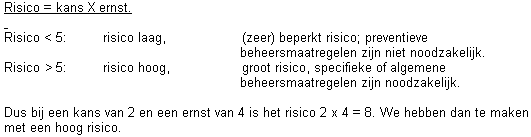 Risico = kans X ernst.
Risico < 5: risico laag, (zeer) beperkt risico; preventieve
beheersmaatregelen zijn niet noodzakelijk.
Risico > 5: risico hoog, groot risico, specifieke of algemene
beheersmaatregelen zijn noodzakelijk.
Dus bij een kans van 2 en een ernst van 4 is het risico 2 x 4 = 8. We hebben dan te maken
met een hoog risico.